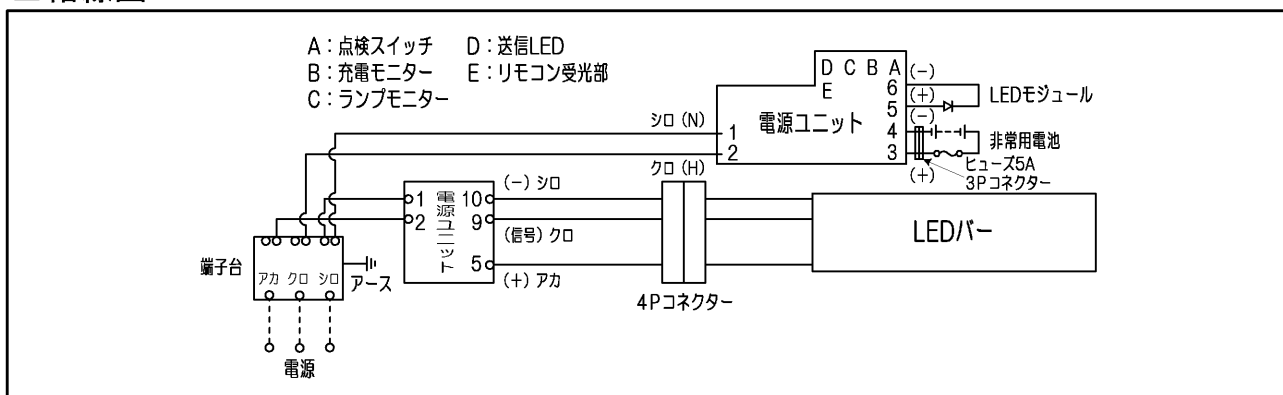 A：点検スイッチ D：送信LED
B：充電モニター E：リモコン受光部
C：ランプモニター
D C B A
E
(-)
6
(+)
5
LEDモジュール
(-)
4
非常用電池
3
ヒューズ5A
(+)
3Pコネクター
電源ユニット
シロ (N)
1
2
クロ (H)
1
2
電源ユニット
10
9
5
(-) シロ
(信号) クロ
(+) アカ
4Pコネクター
LEDバー
端子台
アカ クロ シロ
アース
電源